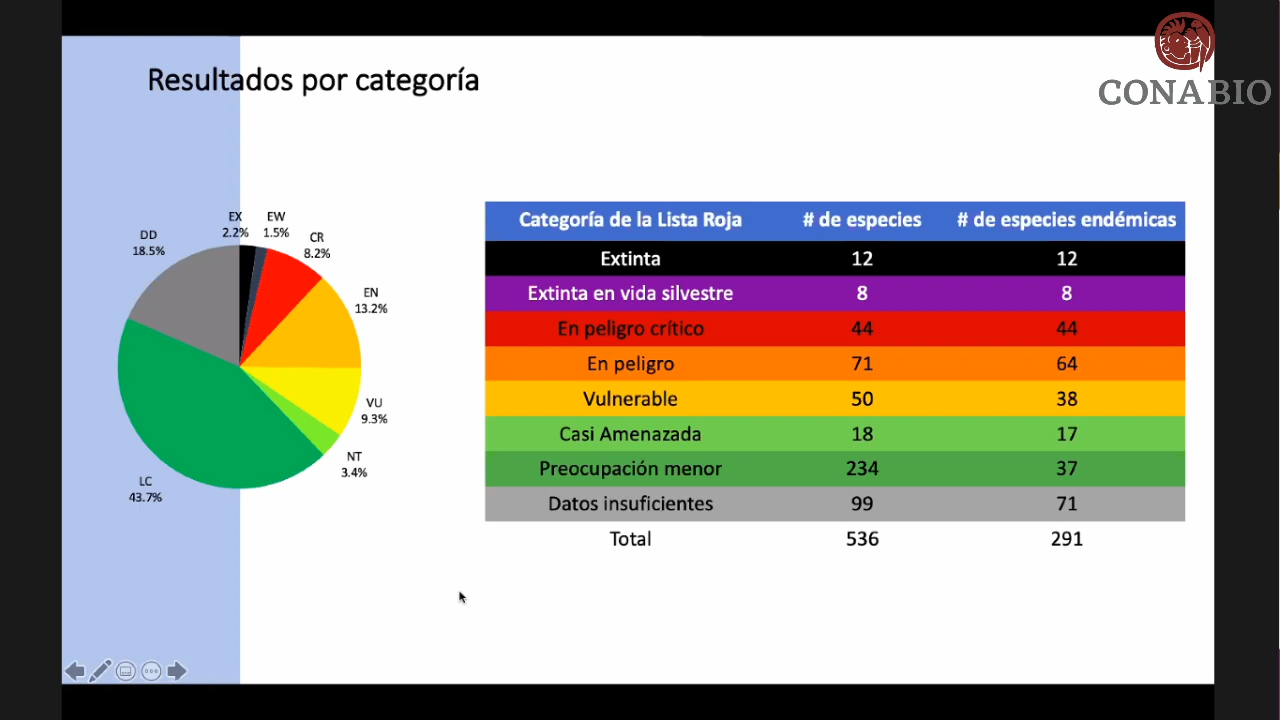 CONABIO
Resultados por categoría
EX
2.2%
EW
1.5%
CR
8.2%
EN
13.2%
VU
9.3%
NT
3.4%
LC
43.7%
DD
18.5%
Categoría de la Lista Roja # de especies # de especies endémicas
Extinta 12 12
Extinta en vida silvestre 8 8
En peligro crítico 44 44
En peligro 71 64
Vulnerable 50 38
Casi Amenazada 18 17
Preocupación menor 234 37
Datos insuficientes 99 71
Total 536 291